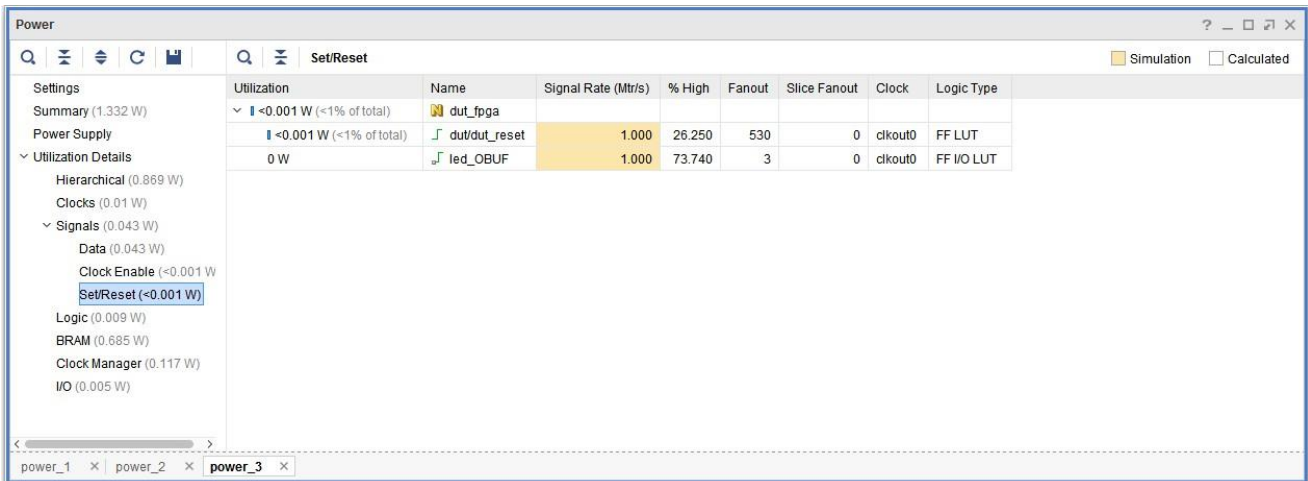 Power
?
Set/Reset
Simulation
Calculated
Settings
Summary (1.332 W)
Power Supply
Utilization Details
Hierarchical (0.869 W)
Clocks (0.01 W)
Signals (0.043 W)
Data (0.043 W)
Clock Enable (<0.001 W
Set/Reset (<0.001 W)
Logic (0.009 W)
BRAM (0.685 W)
Clock Manager (0.117 W)
I/O (0.005 W)
Utilization Name Signal Rate (Mtr/s) % High Fanout Slice Fanout Clock Logic Type
<0.001 W (<1% of total) dut_fpga
<0.001 W (<1% of total) dut/dut_reset 1.000 26.250 530 0 clkout0 FF LUT
0 W led_OBUF 1.000 73.740 3 0 clkout0 FF I/O LUT
power_1 power_2 power_3